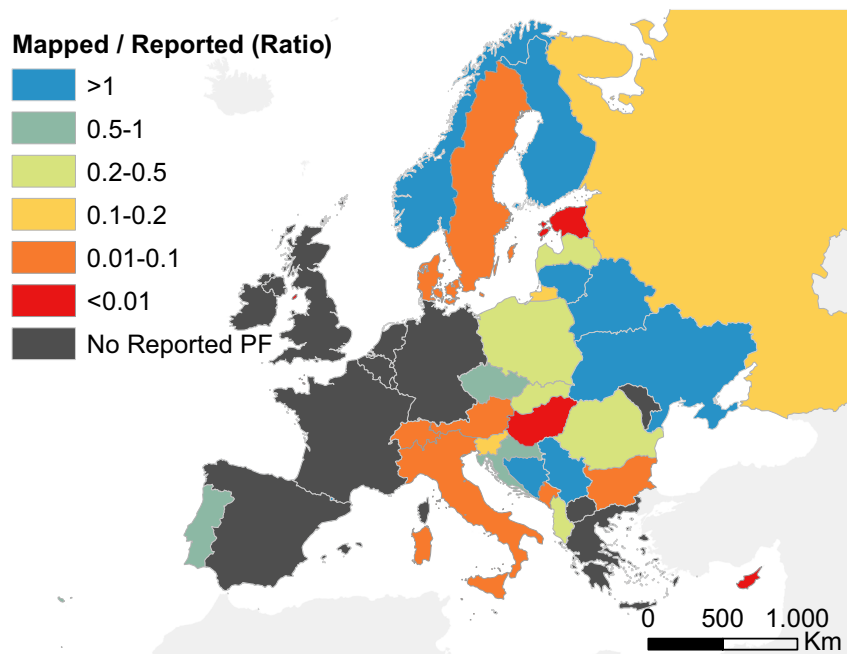 Mapped / Reported (Ratio)
>1
0.5-1
0.2-0.5
0.1-0.2
0.01-0.1
<0.01
No Reported PF
0 500 1.000
Km